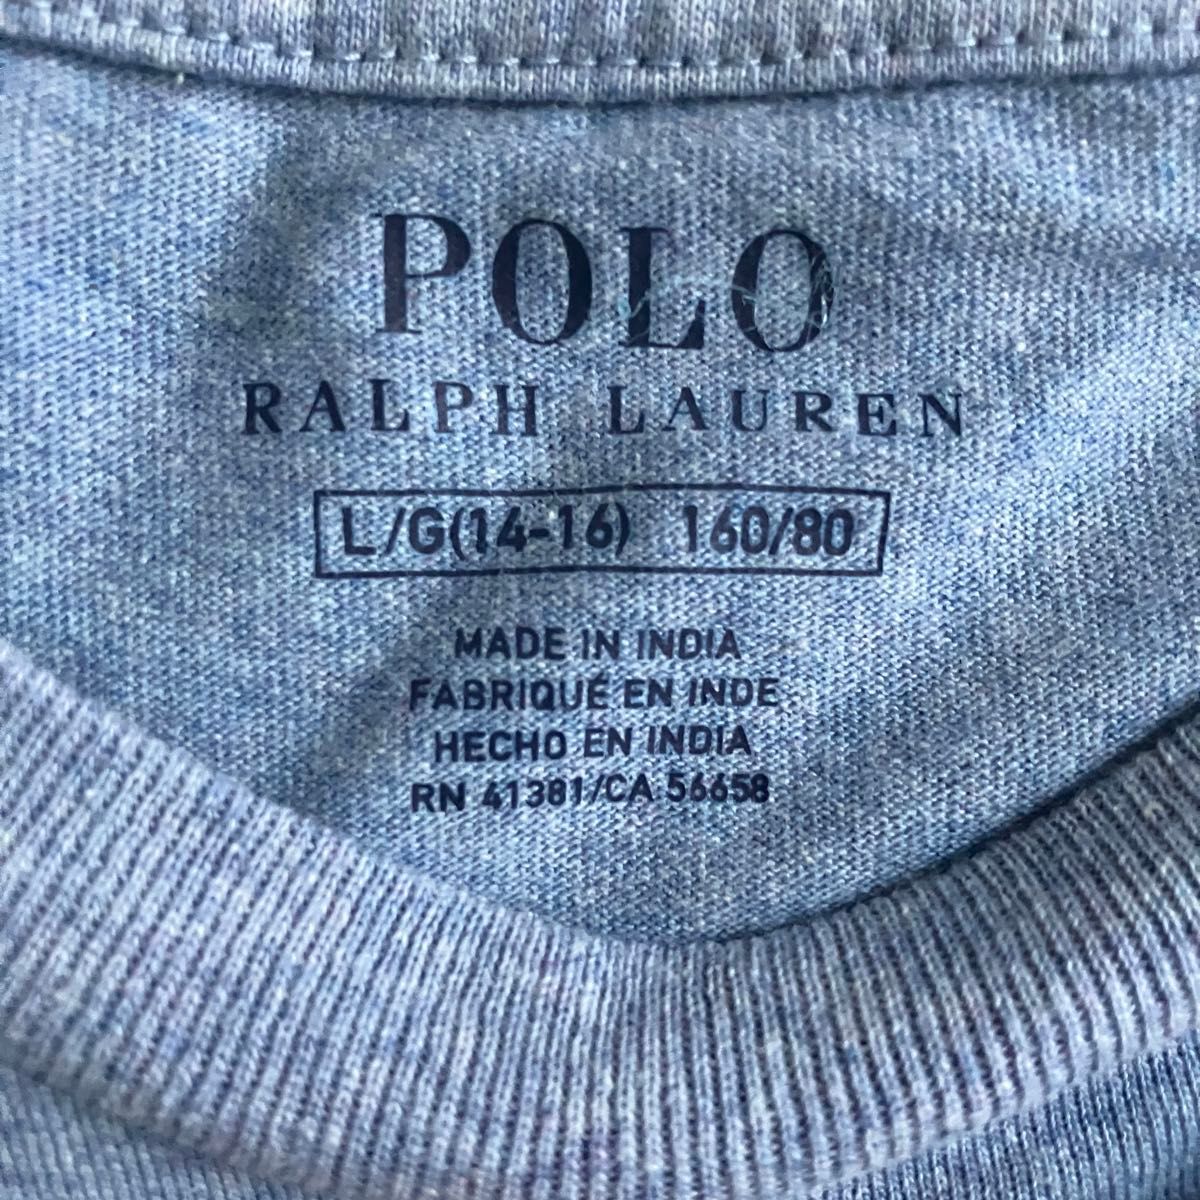 POLO
RALPH LAUREN
L/G(14-16) 160/80
MADE IN INDIA
FABRIQUÉ EN INDE
HECHO EN INDIA
RN 41381/CA 56658